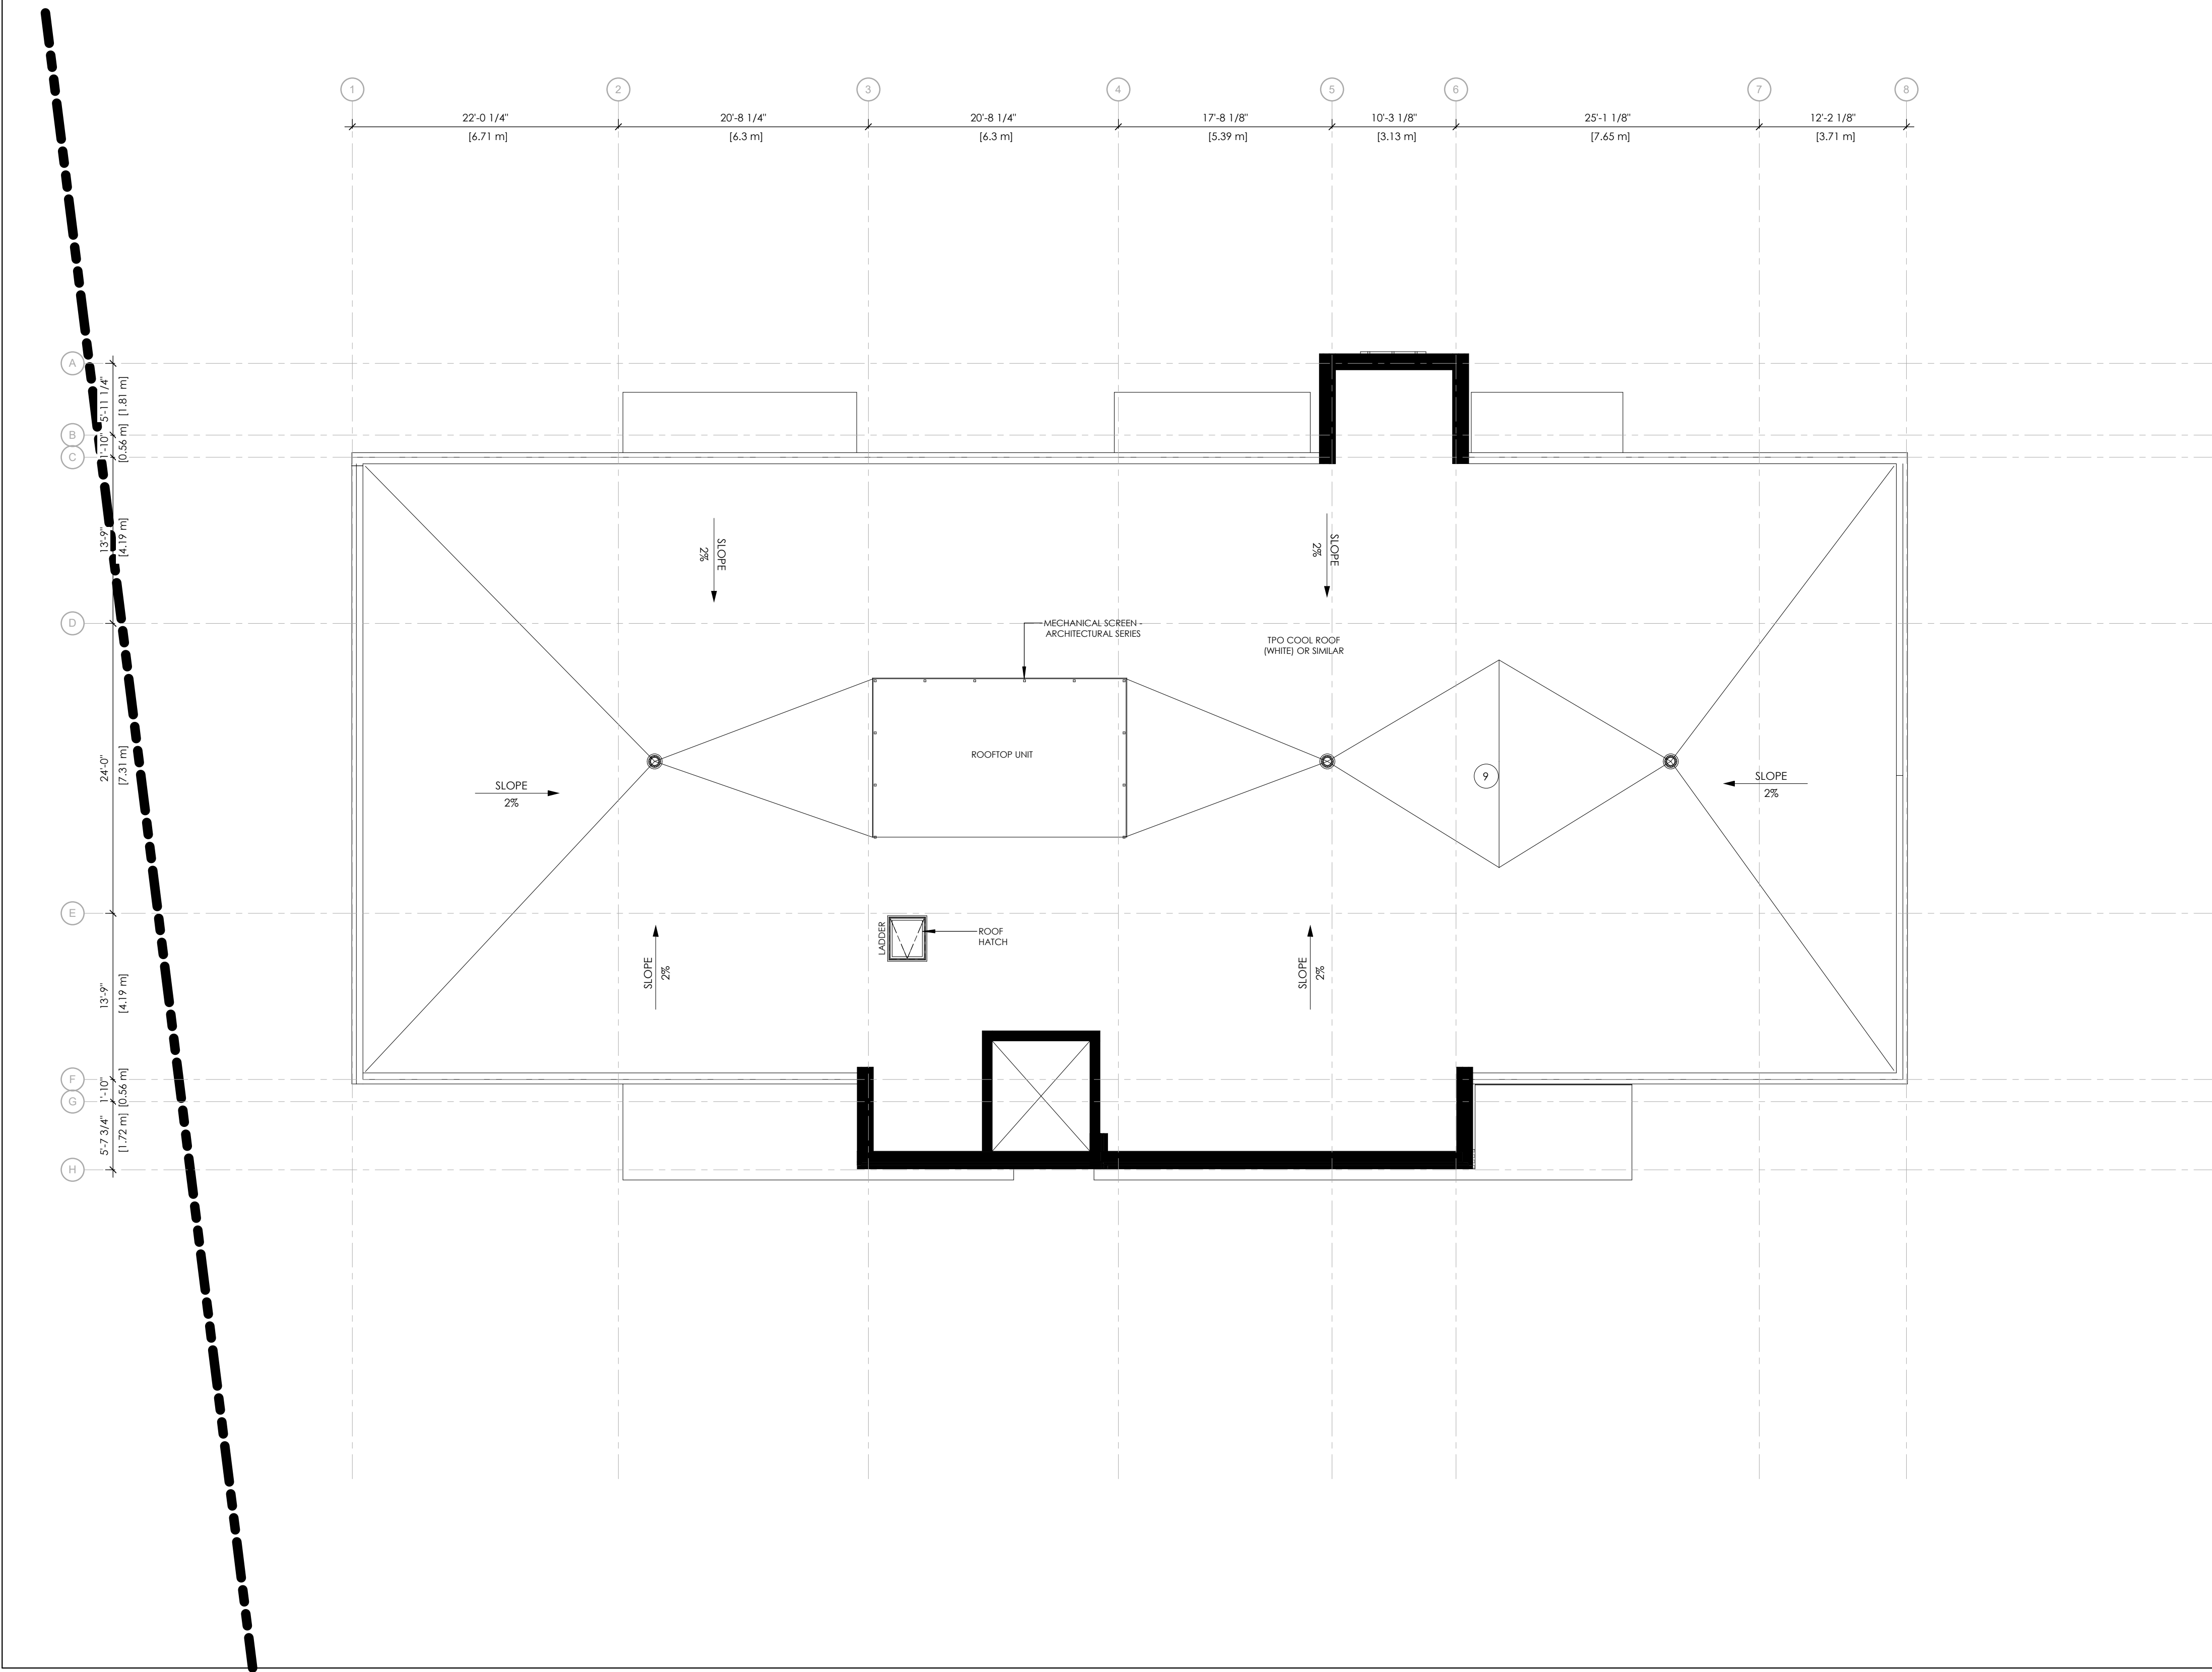 1
2
3
4
5
6
7
8
22'-0 1/4"
[6.71 m]
20'-8 1/4"
[6.3 m]
20'-8 1/4"
[6.3 m]
17'-8 1/8"
[5.39 m]
10'-3 1/8"
[3.13 m]
25'-1 1/8"
[7.65 m]
12'-2 1/8"
[3.71 m]
A
5'-11 1/4"
[1.81 m]
B
1'-10"
[0.56 m]
C
13'-9"
[4.19 m]
D
24'-0"
[7.31 m]
E
13'-9"
[4.19 m]
F
1'-10"
[0.56 m]
G
5'-7 3/4"
[1.72 m]
H
SLOPE
2%
SLOPE
2%
MECHANICAL SCREEN -
ARCHITECTURAL SERIES
TPO COOL ROOF
(WHITE) OR SIMILAR
ROOFTOP UNIT
9
SLOPE
2%
SLOPE
2%
LADDER
ROOF
HATCH
SLOPE
2%
SLOPE
2%